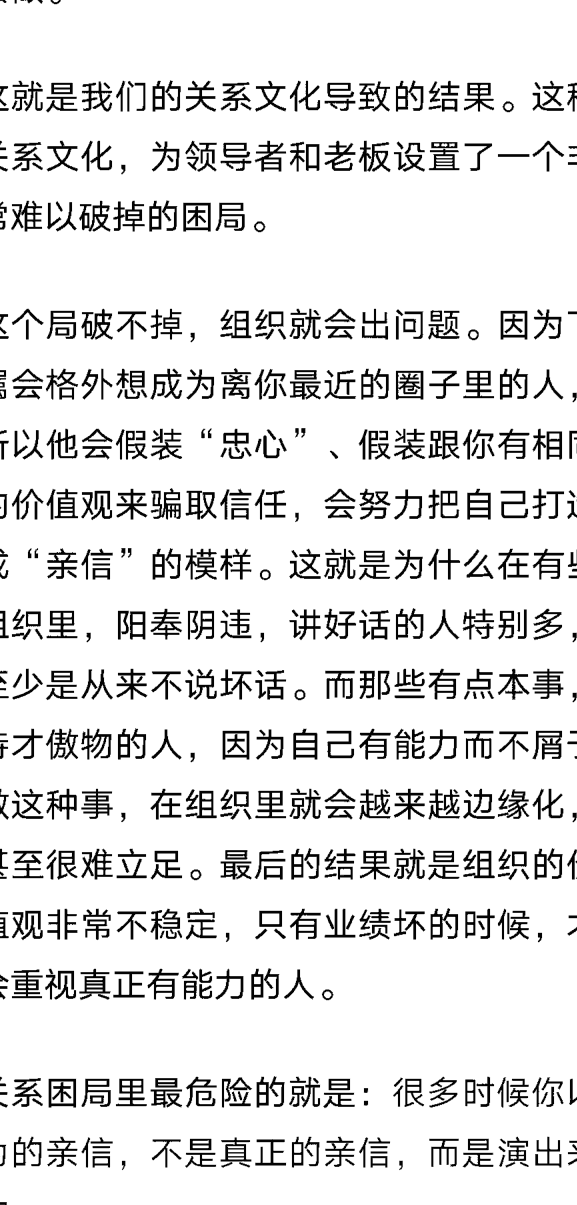 这就是我们的关系文化导致的结果。这种
关系文化，为领导者和老板设置了一个非
常难以破掉的困局。
这个局破不掉，组织就会出问题。因为下
属会格外想成为离你最近的圈子里的人，
所以他会假装“忠心”、假装跟你有相同
的价值观来骗取信任，会努力把自己打造
成“亲信”的模样。这就是为什么在有些
组织里，阳奉阴违，讲好话的人特别多，
至少是从来不说坏话。而那些有点本事，
恃才傲物的人，因为自己有能力而不屑于
做这种事，在组织里就会越来越边缘化，
甚至很难立足。最后的结果就是组织的价
值观非常不稳定，只有业绩坏的时候，才
会重视真正有能力的人。
关系困局里最危险的就是：很多时候你以
为的亲信，不是真正的亲信，而是演出来